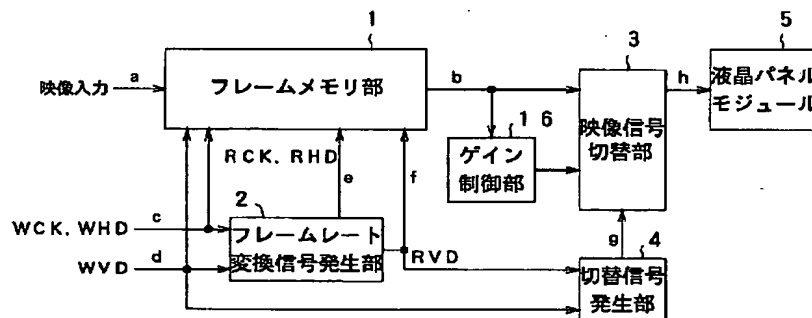 1
3
5
映像入力
a
フレームメモリ部
b
h
液晶パネル
モジュール
映像信号
切替部
1 6
ゲイン
制御部
RCK, RHD
e
f
2
WCK, WHD
c
フレームレート
変換信号発生部
g
4
WVD
d
RVD
切替信号
発生部